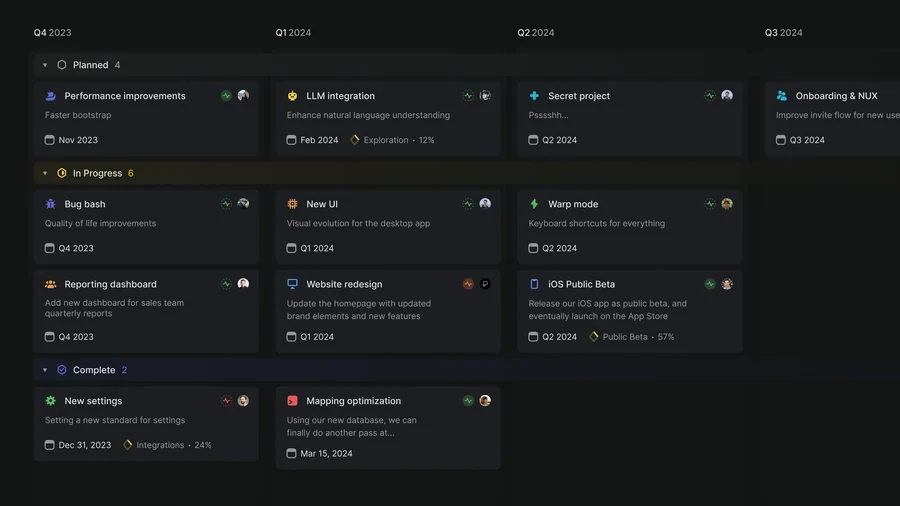 Q4 2023
Q1 2024
Q2 2024
Q3 2024
Planned 4
Performance improvements
Faster bootstrap
Nov 2023
LLM integration
Enhance natural language understanding
Feb 2024 Exploration • 12%
Secret project
Psssshh...
Q2 2024
Onboarding & NUX
Improve invite flow for new use
Q3 2024
In Progress 6
Bug bash
Quality of life improvements
Q4 2023
New UI
Visual evolution for the desktop app
Q1 2024
Warp mode
Keyboard shortcuts for everything
Q2 2024
Reporting dashboard
Add new dashboard for sales team
quarterly reports
Q4 2023
Website redesign
Update the homepage with updated
brand elements and new features
Q1 2024
iOS Public Beta
Release our iOS app as public beta, and
eventually launch on the App Store
Q2 2024 Public Beta • 57%
Complete 2
New settings
Setting a new standard for settings
Dec 31, 2023 Integrations • 24%
Mapping optimization
Using our new database, we can
finally do another pass at...
Mar 15, 2024